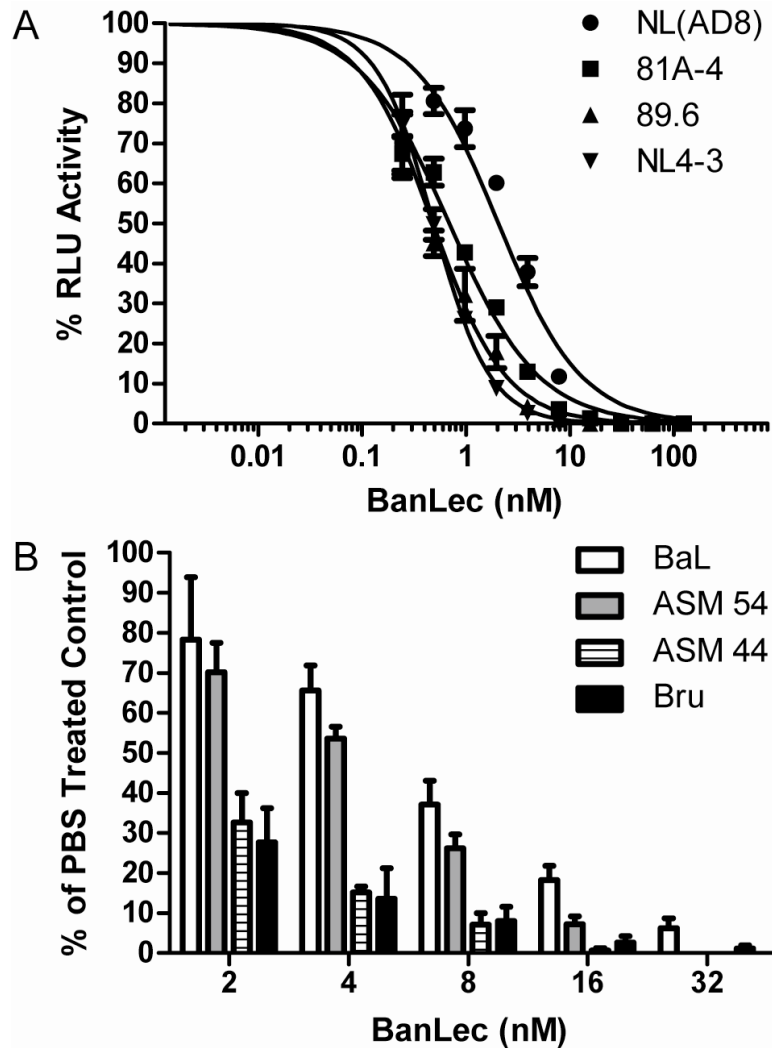 A
100
90
80
70
60
50
40
30
20
10
0
% RLU Activity
NL(AD8)
81A-4
89.6
NL4-3
0.01 0.1 1 10 100
BanLec (nM)
B
100
90
80
70
60
50
40
30
20
10
0
% of PBS Treated Control
BaL
ASM 54
ASM 44
Bru
2 4 8 16 32
BanLec (nM)